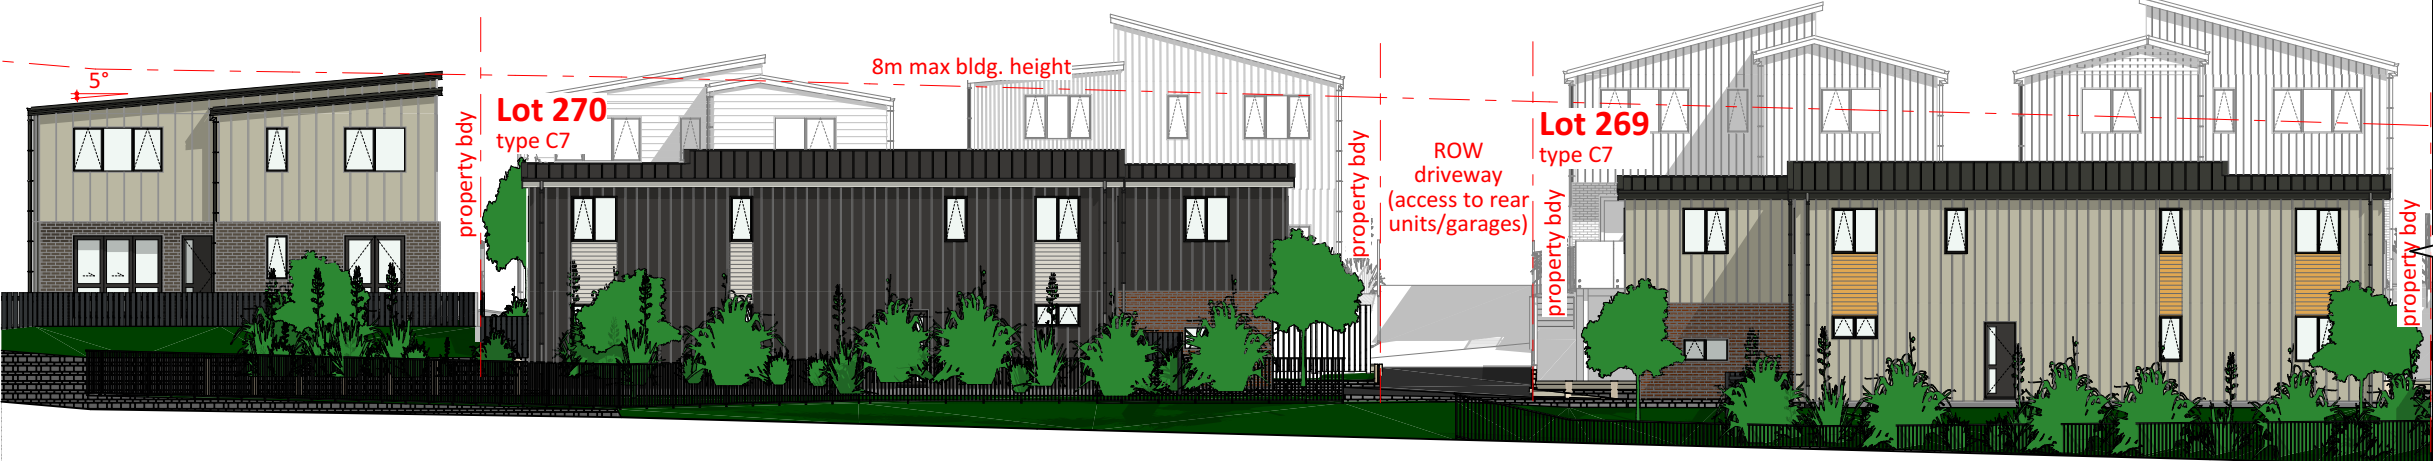 5°
property bdy
Lot 270
type C7
8m max bldg. height
property bdy
ROW
driveway
(access to rear
units/garages)
property bdy
Lot 269
type C7
property bdy